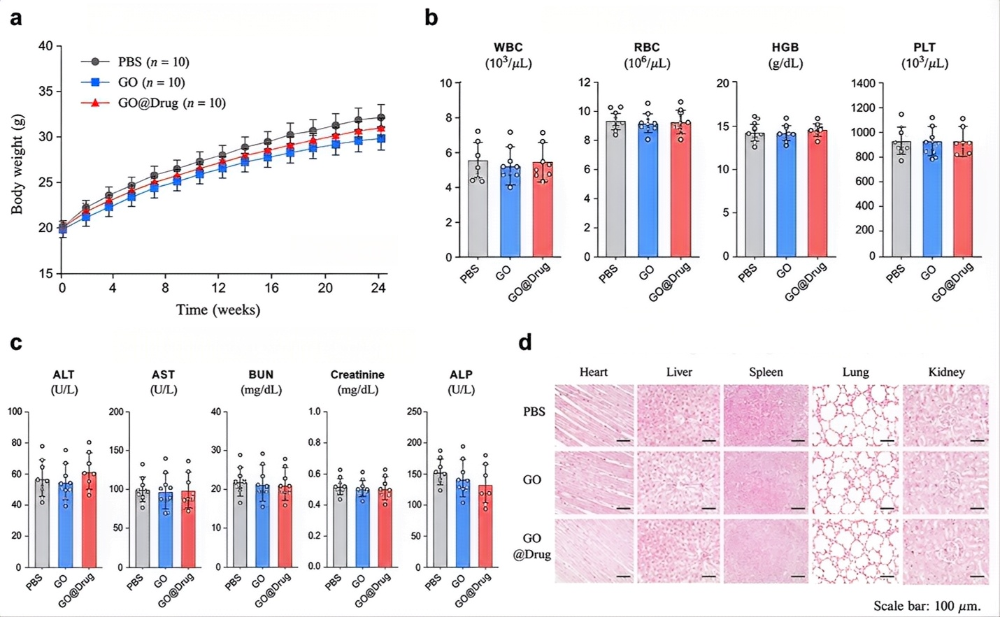 a
40
35
30
25
20
15
Body weight (g)
PBS (n = 10)
GO (n = 10)
GO@Drug (n = 10)
0 4 8 12 16 20 24
Time (weeks)
b
WBC
(10³/μL)
10
8
6
4
2
0
PBS GO GO@Drug
RBC
(10⁶/μL)
12
10
8
6
4
2
0
PBS GO GO@Drug
HGB
(g/dL)
20
15
10
5
0
PBS GO GO@Drug
PLT
(10³/μL)
1400
1200
1000
800
600
400
200
0
PBS GO GO@Drug
c
ALT
(U/L)
100
80
60
40
20
0
PBS GO GO@Drug
AST
(U/L)
200
150
100
50
0
PBS GO GO@Drug
BUN
(mg/dL)
40
30
20
10
0
PBS GO GO@Drug
Creatinine
(mg/dL)
1.0
0.8
0.6
0.4
0.2
0.0
PBS GO GO@Drug
ALP
(U/L)
250
200
150
100
50
0
PBS GO GO@Drug
d
Heart Liver Spleen Lung Kidney
PBS
GO
GO
@Drug
Scale bar: 100 μm.